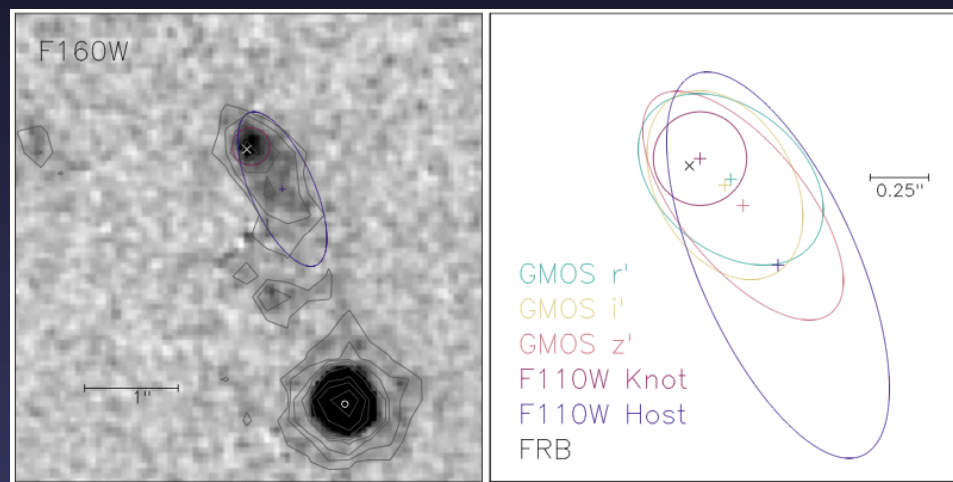 F160W
1"
0.25"
GMOS r'
GMOS i'
GMOS z'
F110W Knot
F110W Host
FRB